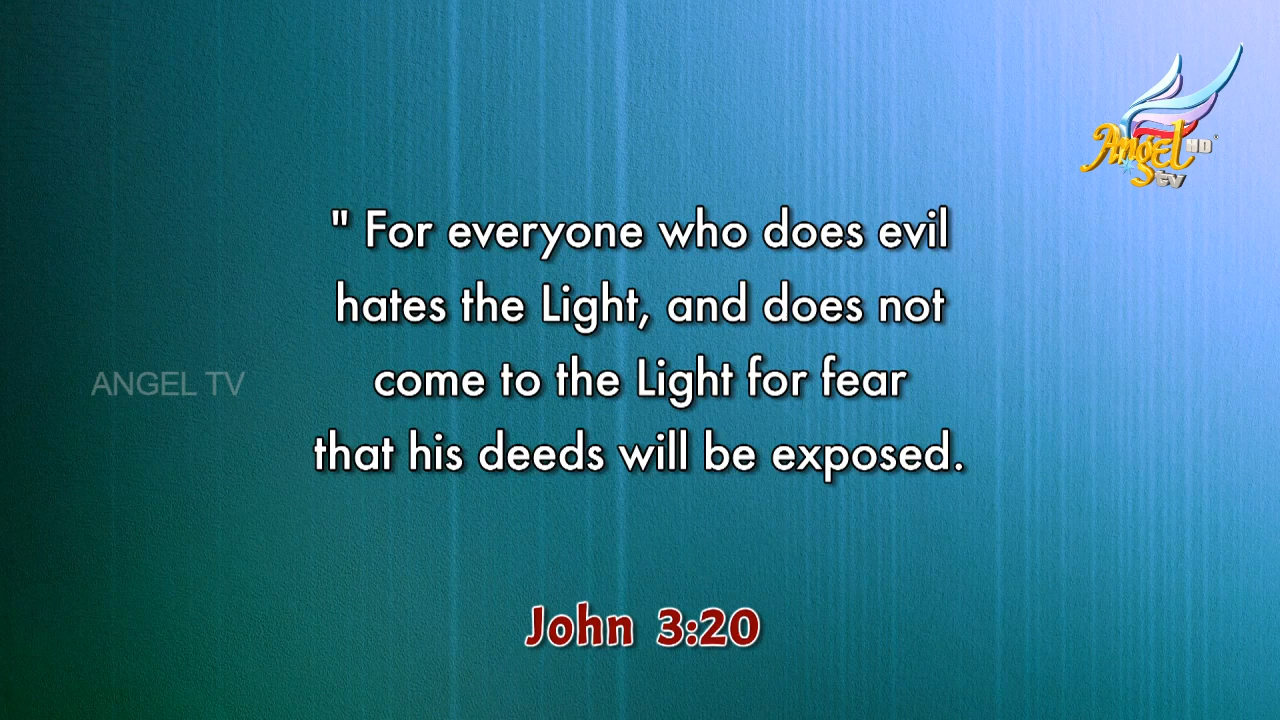 Angel HD
tv
" For everyone who does evil
hates the Light, and does not
come to the Light for fear
that his deeds will be exposed.
ANGEL TV
John 3:20